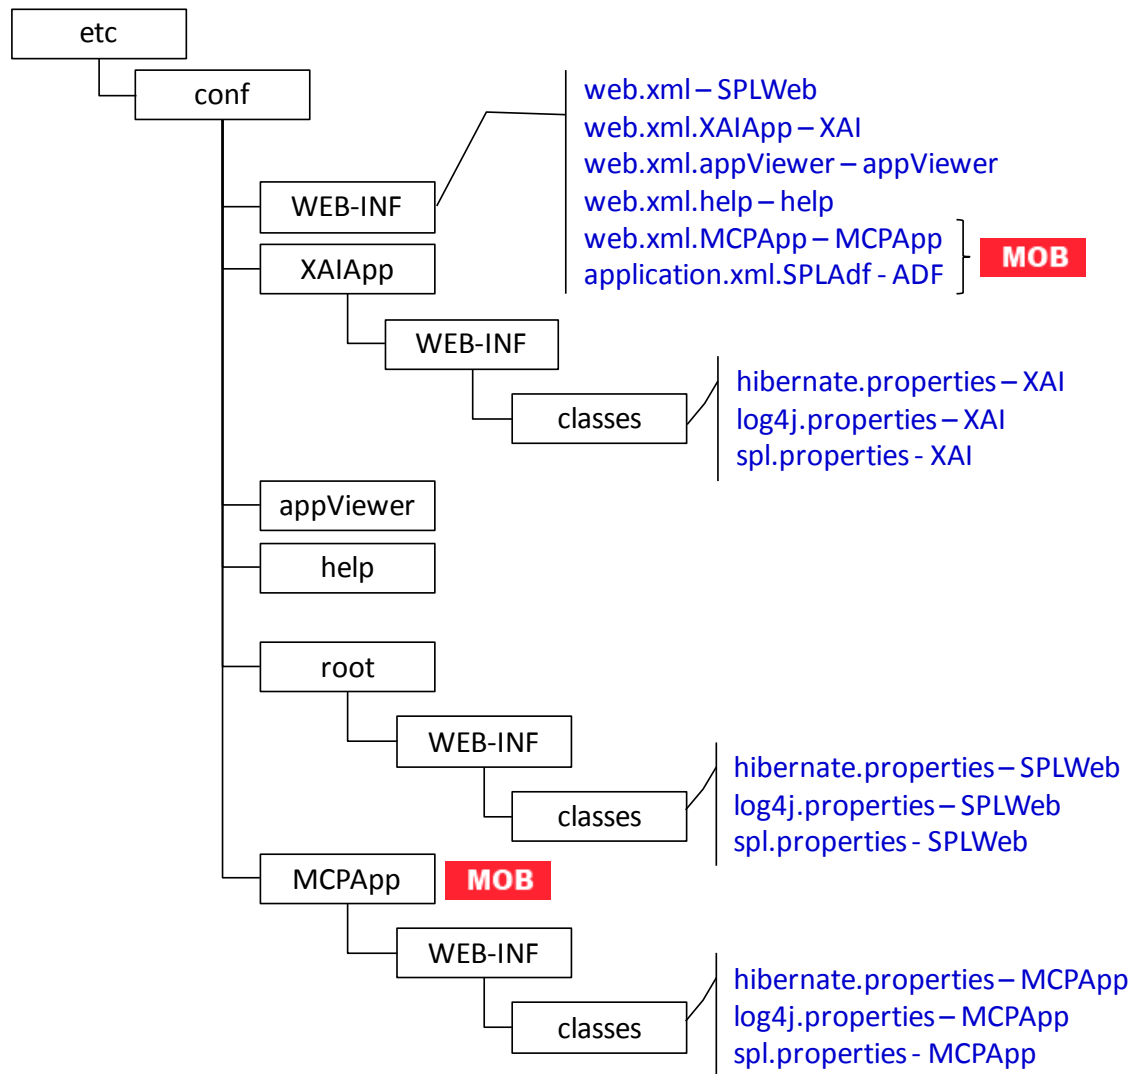 etc
conf
web.xml – SPLWeb
web.xml.XAIApp – XAI
web.xml.appViewer – appViewer
WEB-INF
web.xml.help – help
web.xml.MCPApp – MCPApp
MOB
XAIApp
application.xml.SPLAdf - ADF
WEB-INF
hibernate.properties – XAI
classes
log4j.properties – XAI
spl.properties - XAI
appViewer
help
root
WEB-INF
hibernate.properties – SPLWeb
classes
log4j.properties – SPLWeb
spl.properties - SPLWeb
MCPApp
MOB
WEB-INF
hibernate.properties – MCPApp
classes
log4j.properties – MCPApp
spl.properties - MCPApp